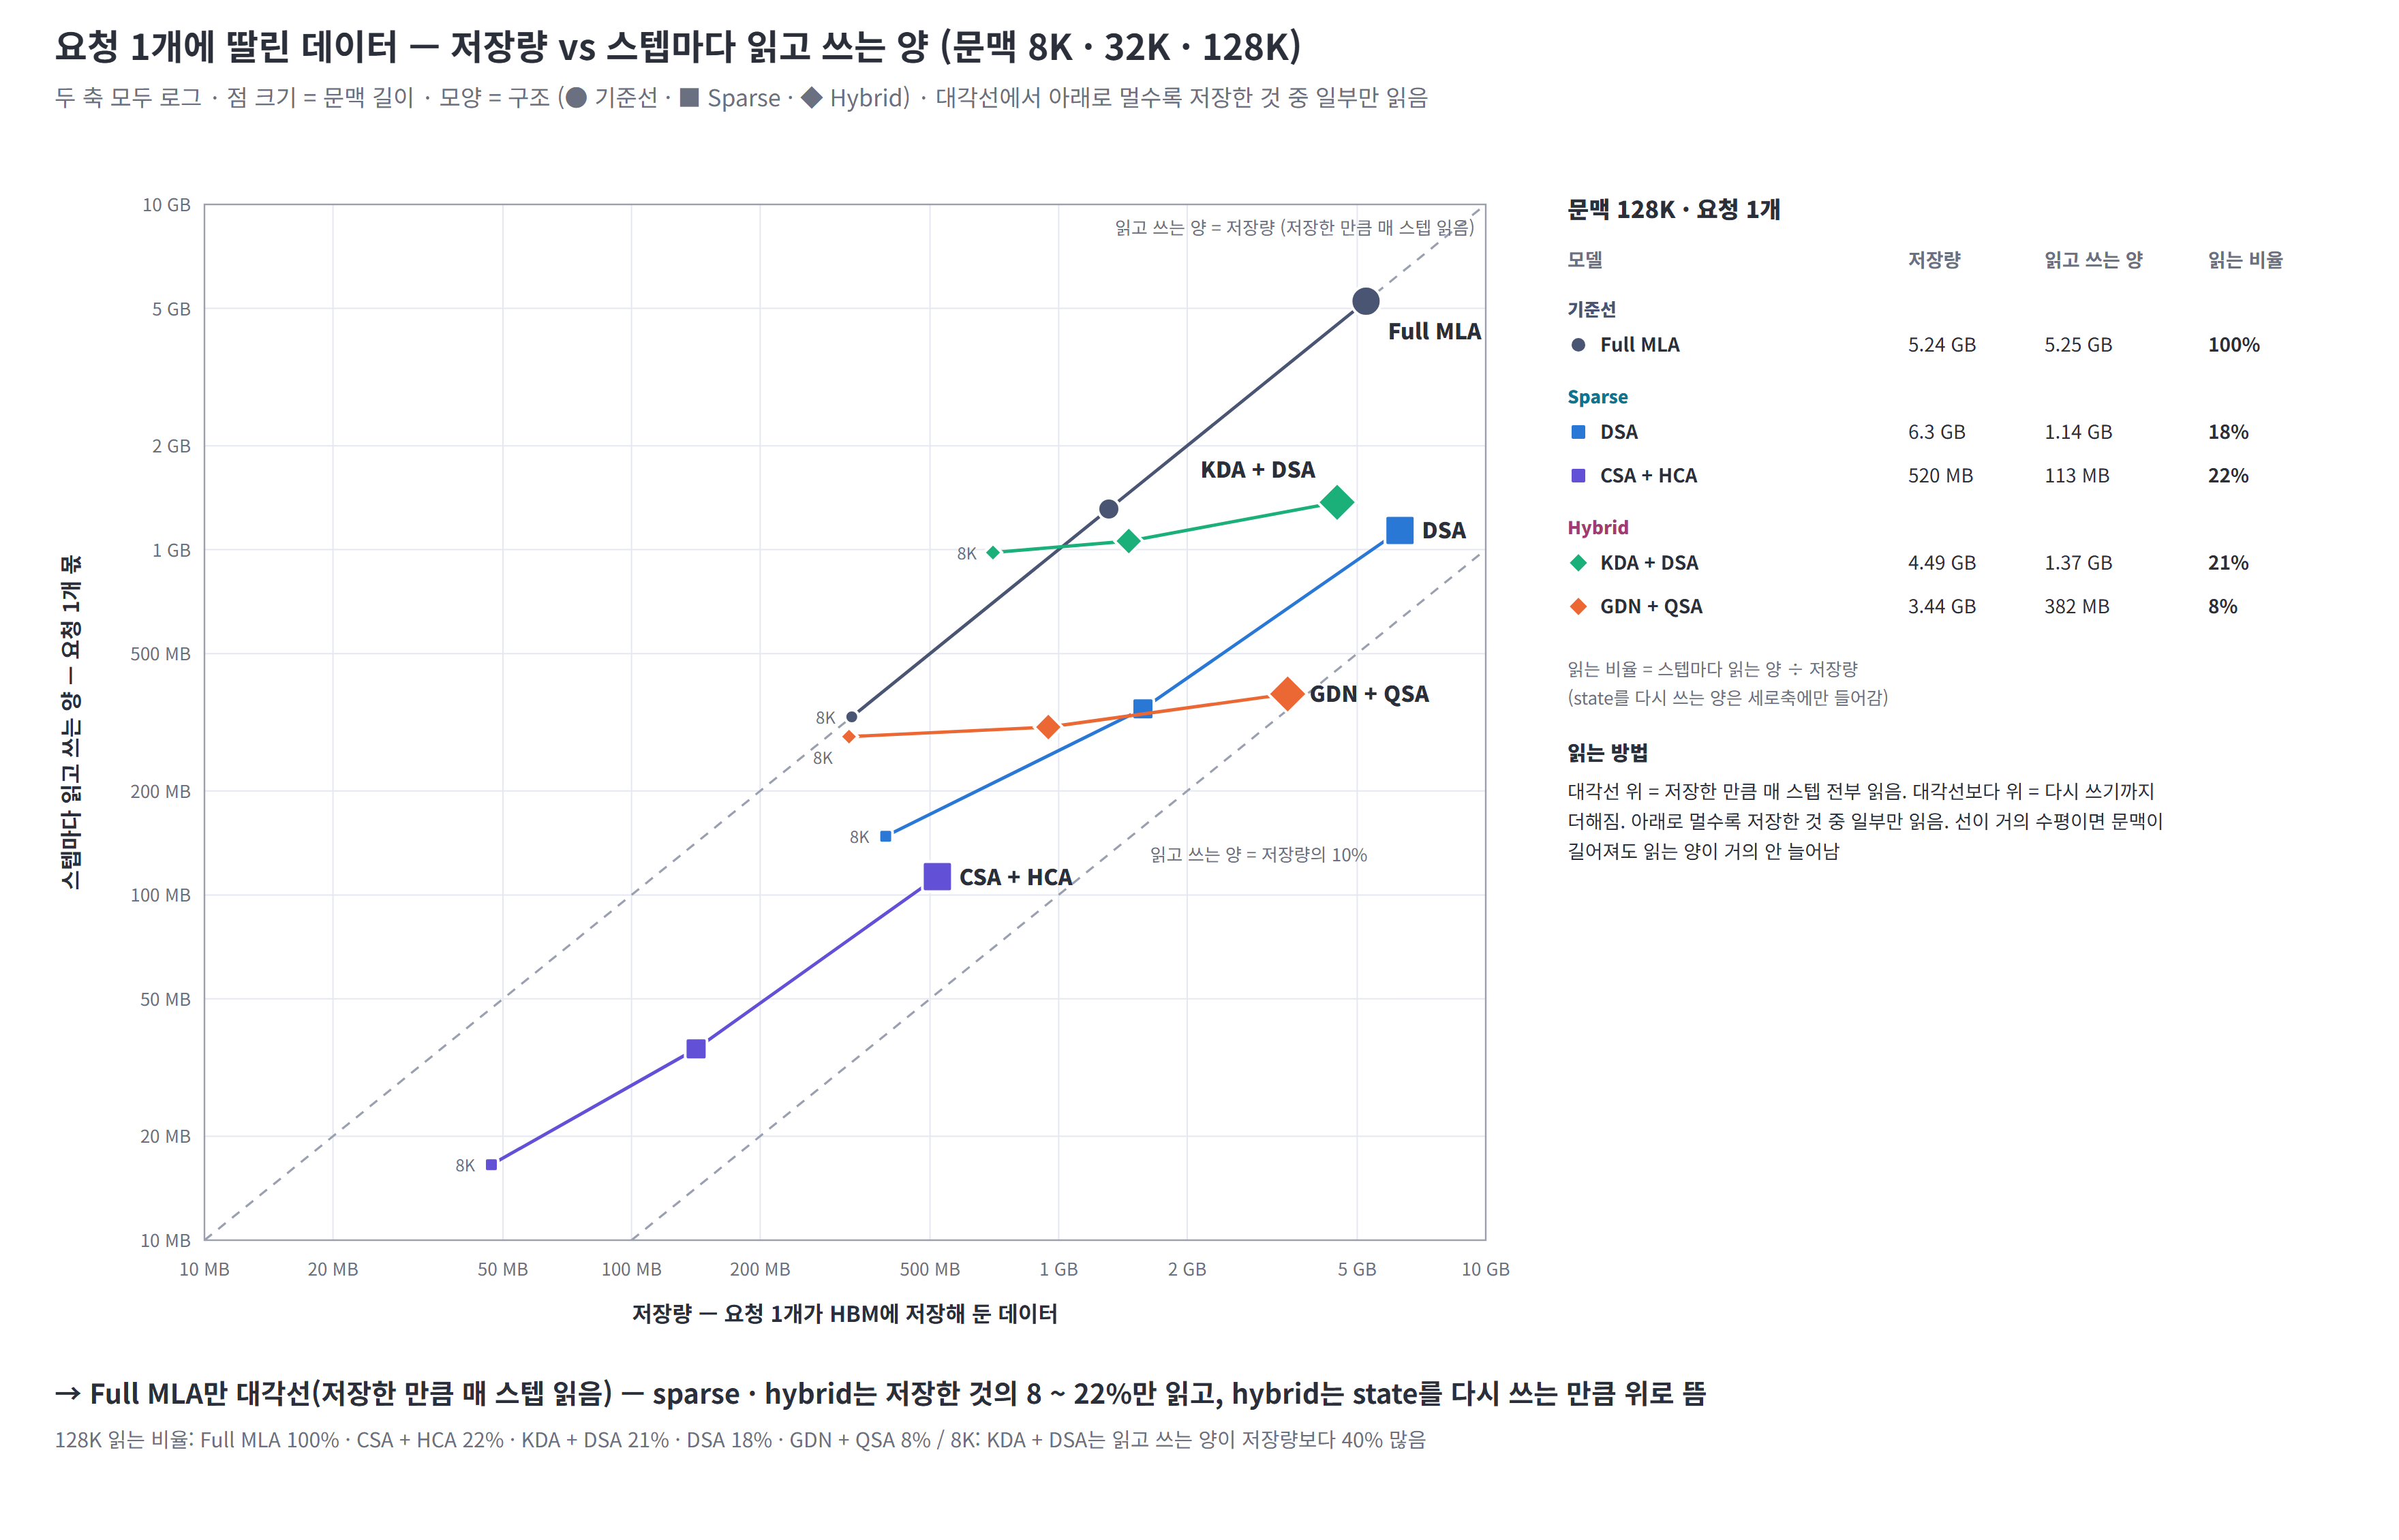 요청 1개에 딸린 데이터 — 저장량 vs 스텝마다 읽고 쓰는 양 (문맥 8K · 32K · 128K)
두 축 모두 로그 · 점 크기 = 문맥 길이 · 모양 = 구조 (● 기준선 · ■ Sparse · ◆ Hybrid) · 대각선에서 아래로 멀수록 저장한 것 중 일부만 읽음
스텝마다 읽고 쓰는 양 — 요청 1개 몫
10 GB
5 GB
2 GB
1 GB
500 MB
200 MB
100 MB
50 MB
20 MB
10 MB
읽고 쓰는 양 = 저장량 (저장한 만큼 매 스텝 읽음)
Full MLA
KDA + DSA
DSA
8K
GDN + QSA
8K
8K
8K
읽고 쓰는 양 = 저장량의 10%
CSA + HCA
8K
10 MB
20 MB
50 MB
100 MB
200 MB
500 MB
1 GB
2 GB
5 GB
10 GB
저장량 — 요청 1개가 HBM에 저장해 둔 데이터
문맥 128K · 요청 1개
모델 저장량 읽고 쓰는 양 읽는 비율
기준선
Full MLA 5.24 GB 5.25 GB 100%
Sparse
DSA 6.3 GB 1.14 GB 18%
CSA + HCA 520 MB 113 MB 22%
Hybrid
KDA + DSA 4.49 GB 1.37 GB 21%
GDN + QSA 3.44 GB 382 MB 8%
읽는 비율 = 스텝마다 읽는 양 ÷ 저장량
(state를 다시 쓰는 양은 세로축에만 들어감)
읽는 방법
대각선 위 = 저장한 만큼 매 스텝 전부 읽음. 대각선보다 위 = 다시 쓰기까지
더해짐. 아래로 멀수록 저장한 것 중 일부만 읽음. 선이 거의 수평이면 문맥이
길어져도 읽는 양이 거의 안 늘어남
→ Full MLA만 대각선(저장한 만큼 매 스텝 읽음) — sparse · hybrid는 저장한 것의 8 ~ 22%만 읽고, hybrid는 state를 다시 쓰는 만큼 위로 뜸
128K 읽는 비율: Full MLA 100% · CSA + HCA 22% · KDA + DSA 21% · DSA 18% · GDN + QSA 8% / 8K: KDA + DSA는 읽고 쓰는 양이 저장량보다 40% 많음